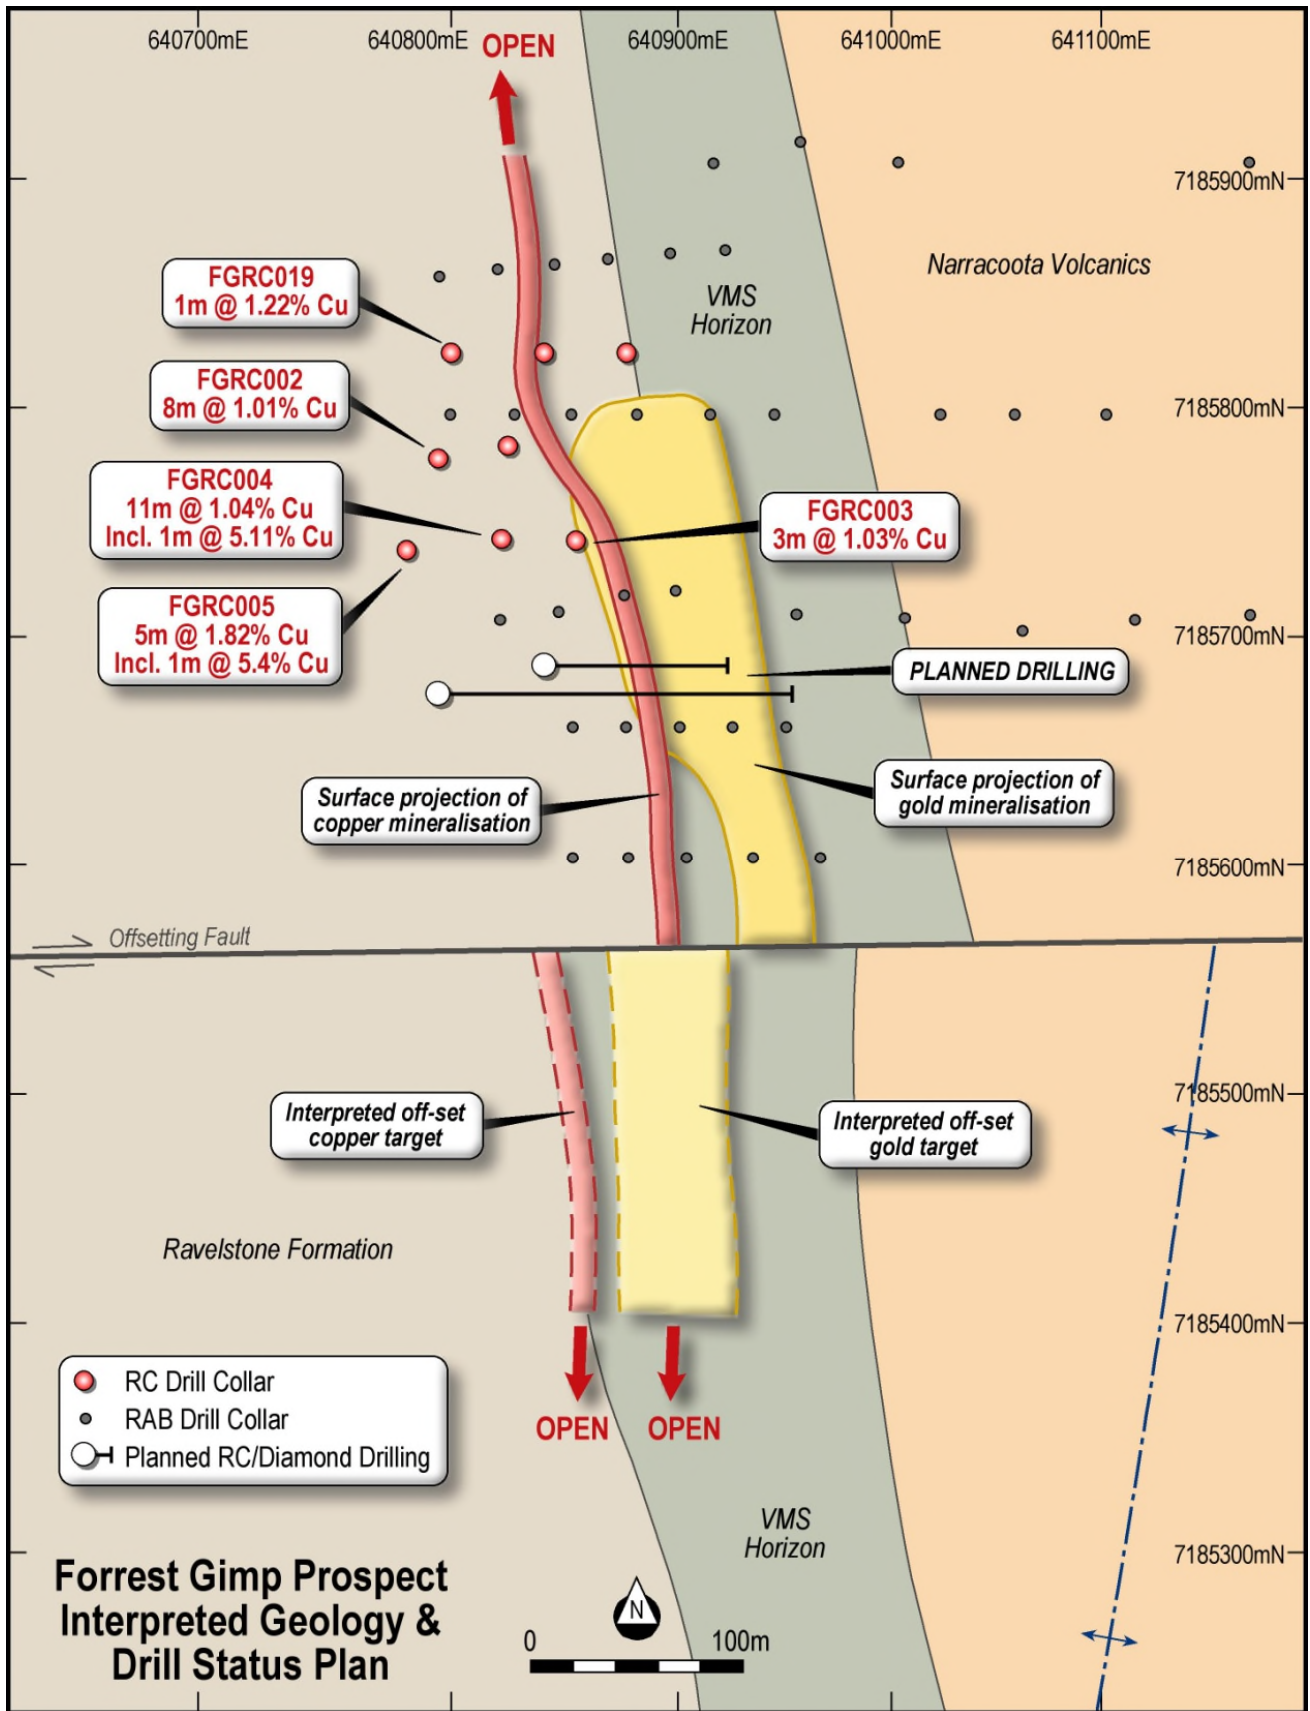 640700mE
640800mE
640900mE
641000mE
641100mE
OPEN
7185900mN
Narracoota Volcanics
FGRC019
1m @ 1.22% Cu
VMS
Horizon
FGRC002
8m @ 1.01% Cu
7185800mN
FGRC004
11m @ 1.04% Cu
Incl. 1m @ 5.11% Cu
FGRC003
3m @ 1.03% Cu
FGRC005
5m @ 1.82% Cu
Incl. 1m @ 5.4% Cu
7185700mN
PLANNED DRILLING
Surface projection of
copper mineralisation
Surface projection of
gold mineralisation
7185600mN
Offsetting Fault
7185500mN
Interpreted off-set
copper target
Interpreted off-set
gold target
Ravelstone Formation
7185400mN
RC Drill Collar
RAB Drill Collar
Planned RC/Diamond Drilling
OPEN
OPEN
VMS
Horizon
7185300mN
Forrest Gimp Prospect
Interpreted Geology &
Drill Status Plan
N
0
100m